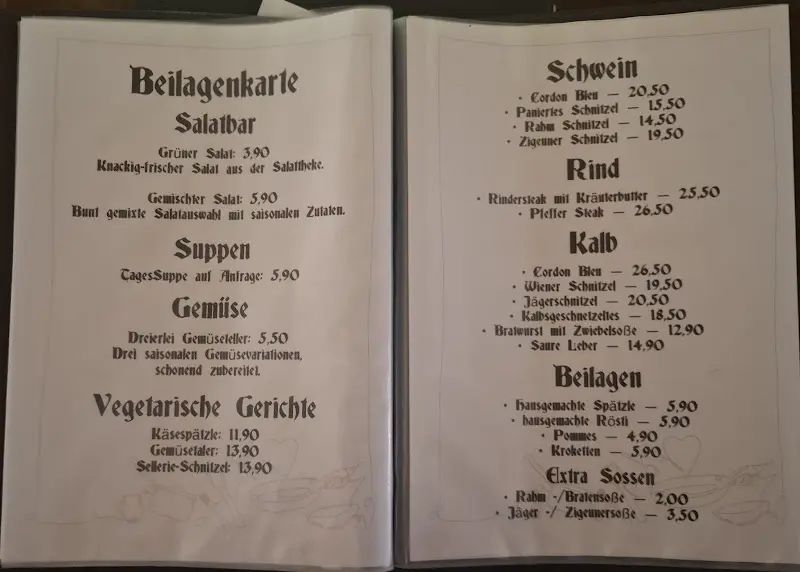 Beilagenkarte
Salatbar
Grüner Salat: 3,90
Knackig-frischer Salat aus der Salattheke.
Gemischter Salat: 5,90
Bunt gemixte Salatauswahl mit saisonalen Zutaten.
Suppen
TagesSuppe auf Anfrage: 5,90
Gemüse
Dreierlei Gemüseteller: 5,50
Drei saisonalen Gemüsevariationen,
schonend zubereitet.
Vegetarische Gerichte
Käsespätzle: 11,90
Gemüsetaler: 13,90
Sellerie-Schnitzel: 13,90
Schwein
• Cordon Bleu — 20,50
• Paniertes Schnitzel — 15,50
• Rahm Schnitzel — 14,50
• Zigeuner Schnitzel — 19,50
Rind
• Rindersteak mit Kräuterbutter — 25,50
• Pfeffer Steak — 26,50
Kalb
• Cordon Bleu — 26,50
• Wiener Schnitzel — 19,50
• Jägerschnitzel — 20,50
• Kalbsgeschnetzeltes — 18,50
• Bratwurst mit Zwiebelsoße — 12,90
• Saure Leber — 14,90
Beilagen
• Hausgemachte Spätzle — 5,90
• hausgemachte Rösti — 5,90
• Pommes — 4,90
• Kroketten — 5,90
Extra Sossen
• Rahm -/Bratensoße — 2,00
• Jäger -/ Zigeunersoße — 3,50